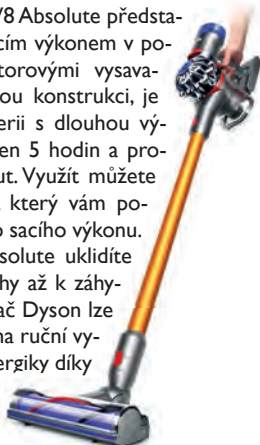 V8 Absolute představ-
cím výkonem v po-
torovými vysava-
ou konstrukci, je
erii s dlouhou vý-
en 5 hodin a pro-
ut. Využít můžete
který vám po-
o sacího výkonu.
solute uklidíte
hy až k záhy-
ač Dyson lze
na ruční vy-
ergiky díky